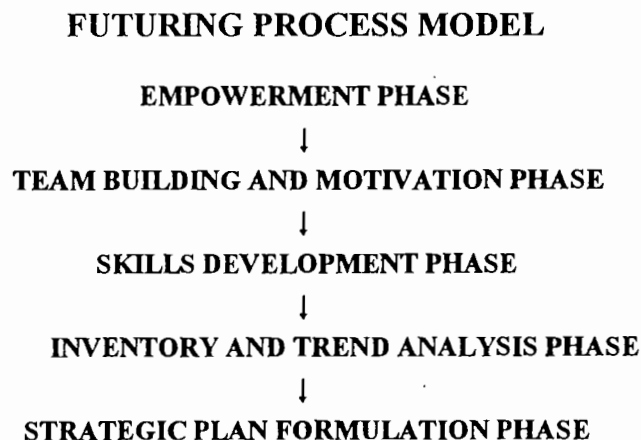 FUTURING PROCESS MODEL
EMPOWERMENT PHASE
↓
TEAM BUILDING AND MOTIVATION PHASE
↓
SKILLS DEVELOPMENT PHASE
↓
INVENTORY AND TREND ANALYSIS PHASE
↓
STRATEGIC PLAN FORMULATION PHASE